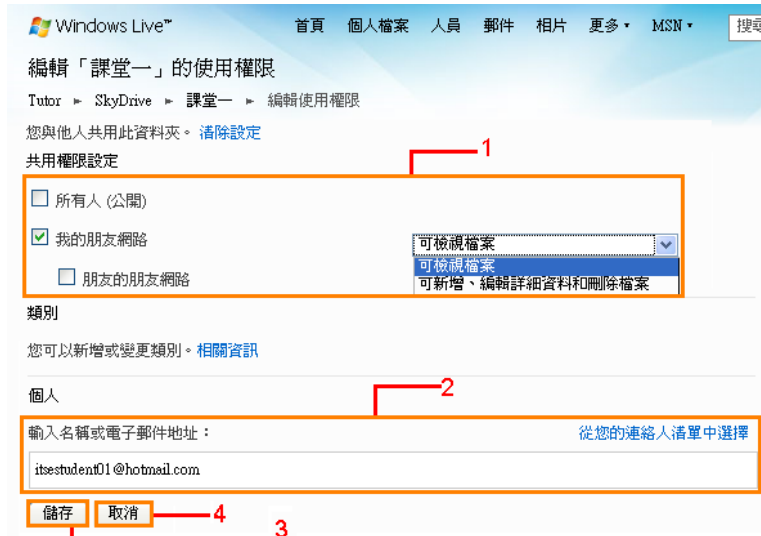 Windows Live™ 首頁 個人檔案 人員 郵件 相片 更多 MSN
編輯「課堂一」的使用權限
Tutor ► SkyDrive ► 課堂一 ► 編輯使用權限
您與他人共用此資料夾。 清除設定
共用權限設定
1
所有人 (公開)
我的朋友網路 可檢視檔案
可檢視檔案
朋友的朋友網路 可新增、編輯詳細資料和刪除檔案
類別
您可以新增或變更類別。相關資訊
個人
2
輸入名稱或電子郵件地址： 從您的連絡人清單中選擇
itsestudent01@hotmail.com
儲存 取消 4 3